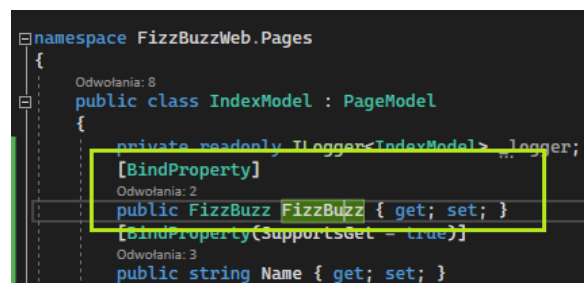 namespace FizzBuzzWeb.Pages
{
Odwołania: 8
public class IndexModel : PageModel
{
private readonly ILogger<IndexModel> _logger;
[BindProperty]
Odwołania: 2
public FizzBuzz FizzBuzz { get; set; }
[BindProperty(SupportsGet = true)]
Odwołania: 3
public string Name { get; set; }